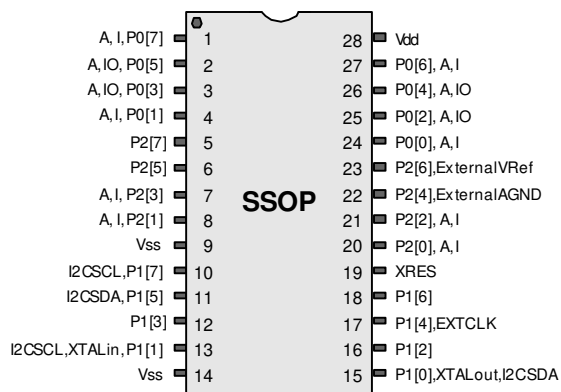 A, I, P0[7] 1 28 Vdd
A, IO, P0[5] 2 27 P0[6], A, I
A, IO, P0[3] 3 26 P0[4], A, IO
A, I, P0[1] 4 25 P0[2], A, IO
P2[7] 5 24 P0[0], A, I
P2[5] 6 23 P2[6], External VRef
A, I, P2[3] 7 SSOP 22 P2[4], External AGND
A, I, P2[1] 8 21 P2[2], A, I
Vss 9 20 P2[0], A, I
I2CSCL, P1[7] 10 19 XRES
I2CSDA, P1[5] 11 18 P1[6]
P1[3] 12 17 P1[4], EXTCLK
I2CSCL, XTALin, P1[1] 13 16 P1[2]
Vss 14 15 P1[0], XTALout, I2CSDA